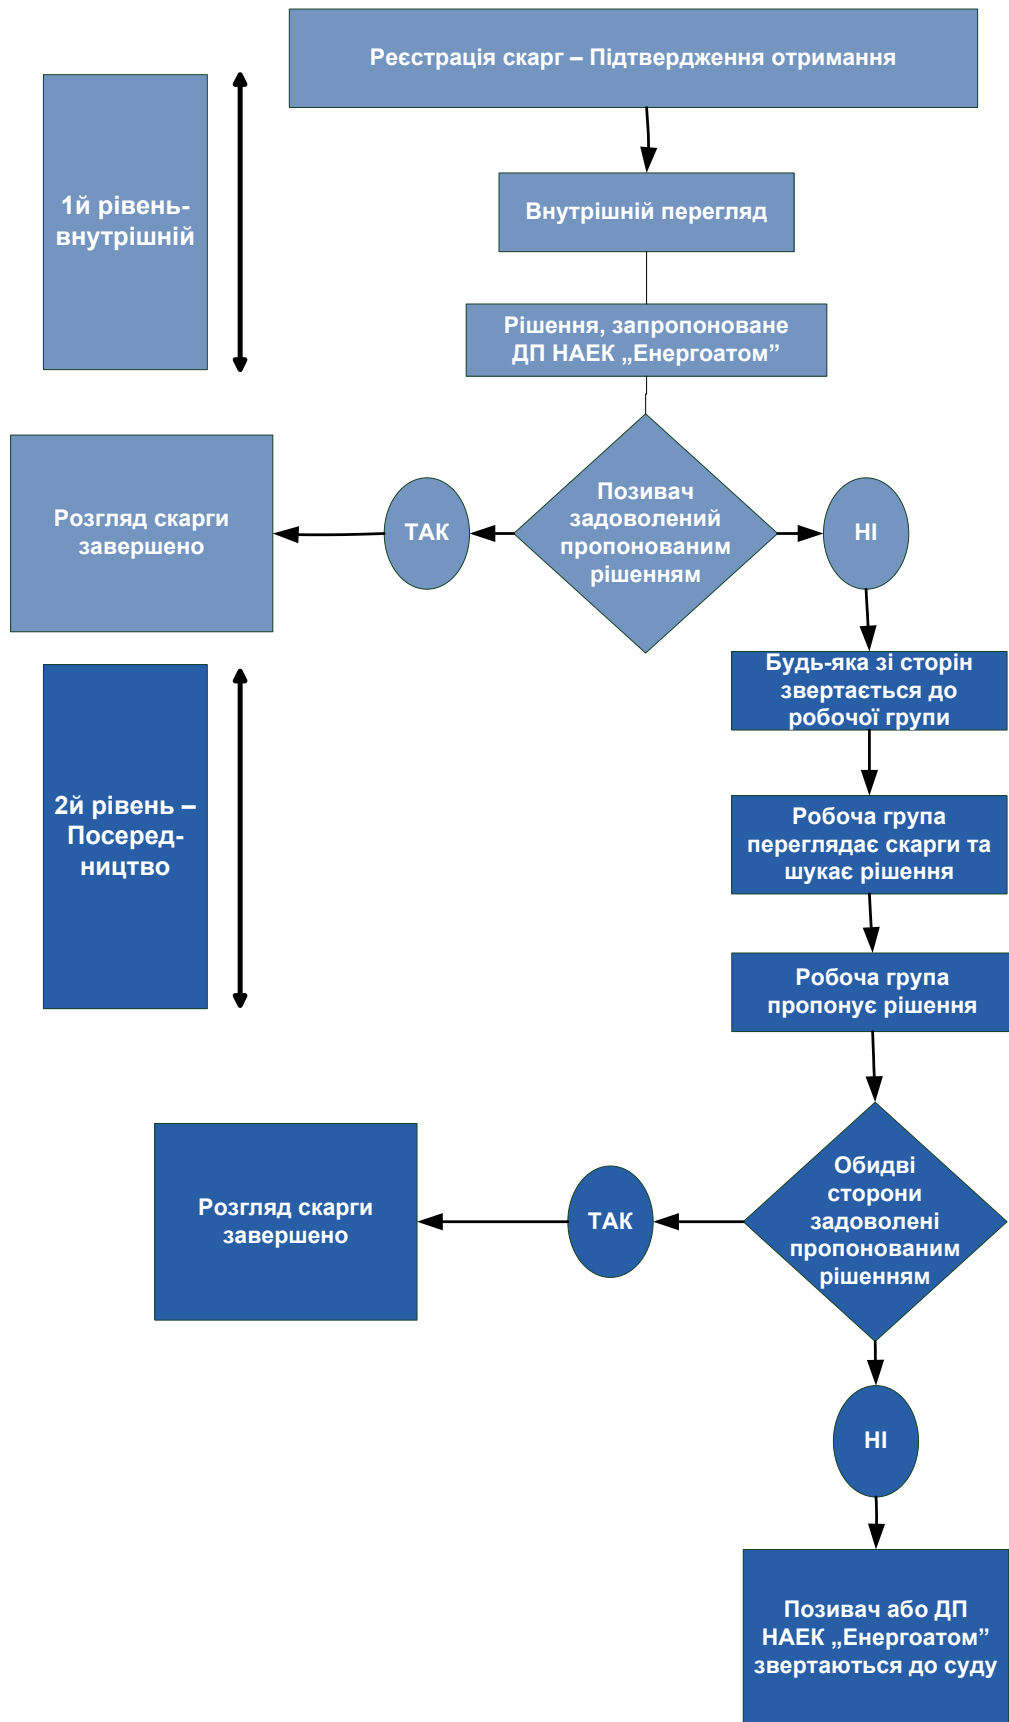 Реєстрація скарг – Підтвердження отримання
1й рівень-
внутрішній
Внутрішній перегляд
Рішення, запропоноване
ДП НАЕК „Енергоатом”
Позивач
задоволений
пропонованим
рішенням
ТАК
НІ
Розгляд скарги
завершено
Будь-яка зі сторін
звертається до
робочої групи
2й рівень –
Посеред-
ництво
Робоча група
переглядає скарги та
шукає рішення
Робоча група
пропонує рішення
Обидві
сторони
задоволені
пропонованим
рішенням
ТАК
Розгляд скарги
завершено
НІ
Позивач або ДП
НАЕК „Енергоатом”
звертаються до суду